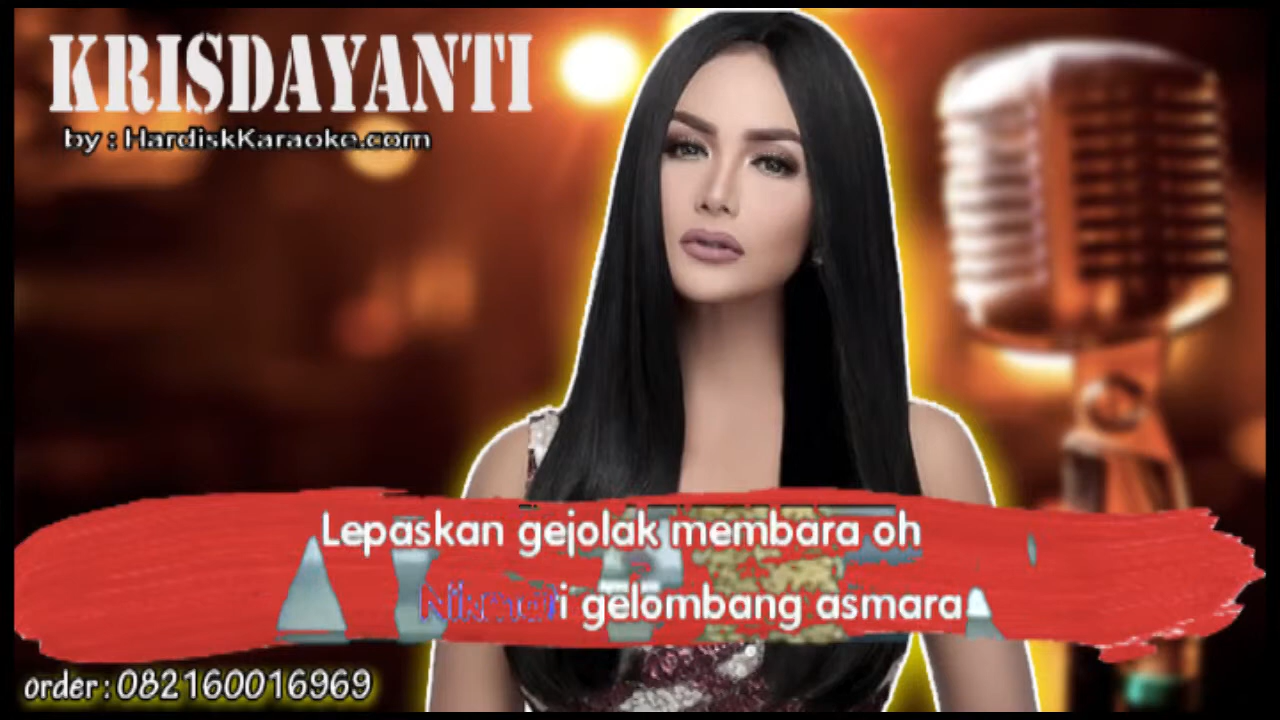 KRISDAYANTI
by : HardiskKaraoke.com
Lepaskan gejolak membara oh
Nikmati gelombang asmara
order : 082160016969